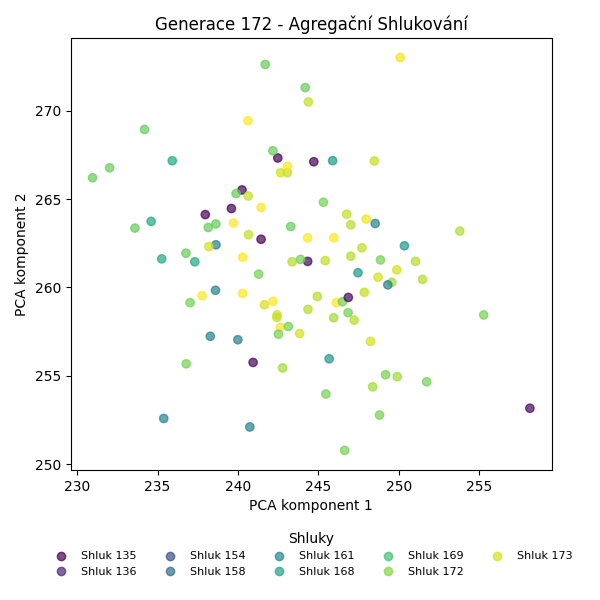 Generace 172 - Agregační Shlukování
PCA komponent 2
270
265
260
255
250
230 235 240 245 250 255
PCA komponent 1
Shluky
Shluk 135 Shluk 154 Shluk 161 Shluk 169 Shluk 173
Shluk 136 Shluk 158 Shluk 168 Shluk 172